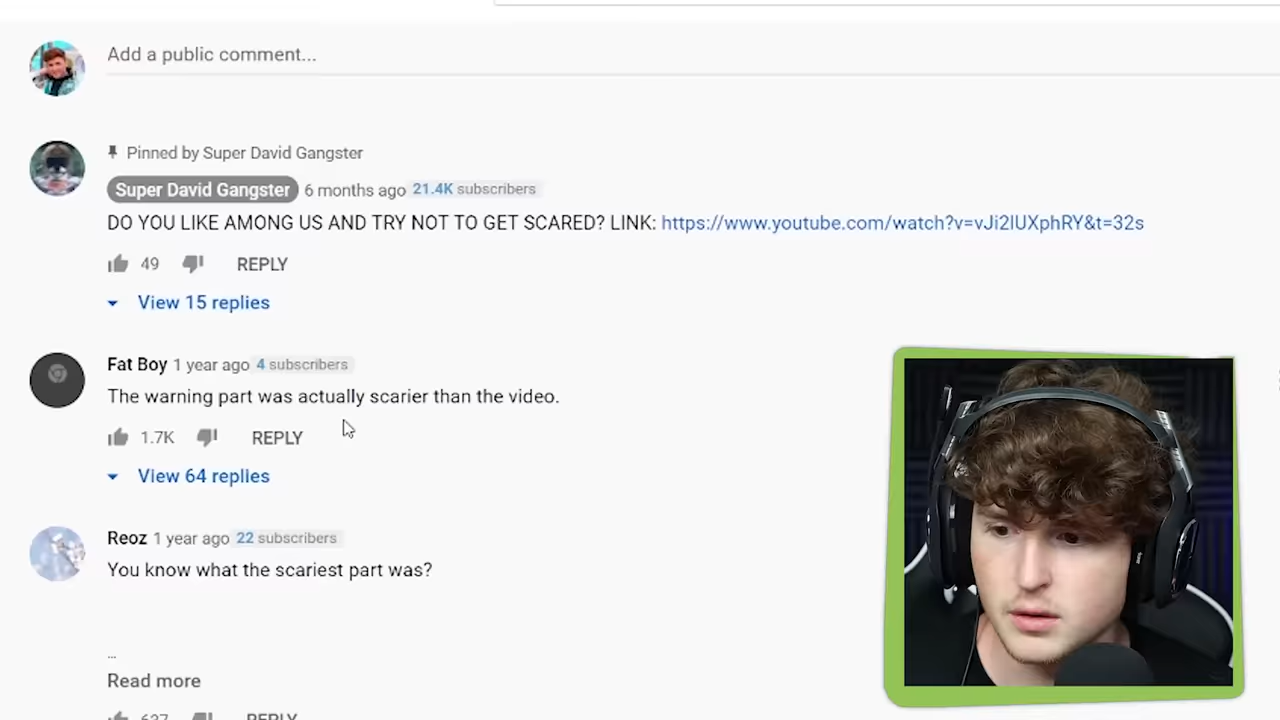 Add a public comment...
Pinned by Super David Gangster
Super David Gangster 6 months ago 21.4K subscribers
DO YOU LIKE AMONG US AND TRY NOT TO GET SCARED? LINK: https://www.youtube.com/watch?v=vJi2lUXphRY&t=32s
49 REPLY
View 15 replies
Fat Boy 1 year ago 4 subscribers
The warning part was actually scarier than the video.
1.7K REPLY
View 64 replies
Reoz 1 year ago 22 subscribers
You know what the scariest part was?
...
Read more
637 REPLY